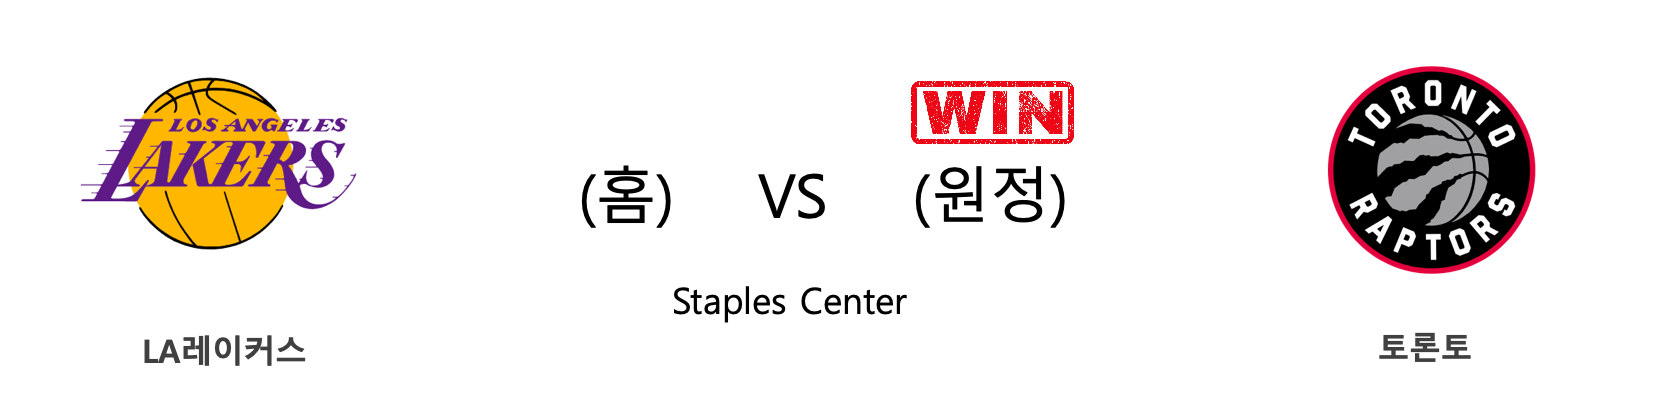 LOS ANGELES
LAKERS
WIN
(홈) VS (원정)
Staples Center
LA레이커스
TORONTO
RAPTORS
토론토